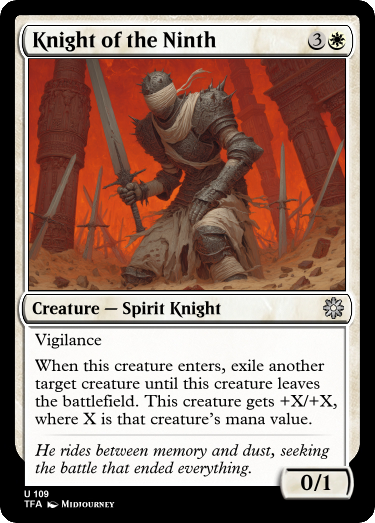 Knight of the Ninth 3
Creature — Spirit Knight
Vigilance
When this creature enters, exile another
target creature until this creature leaves
the battlefield. This creature gets +X/+X,
where X is that creature's mana value.
He rides between memory and dust, seeking
the battle that ended everything.
0/1
U 109
TFA Midjourney